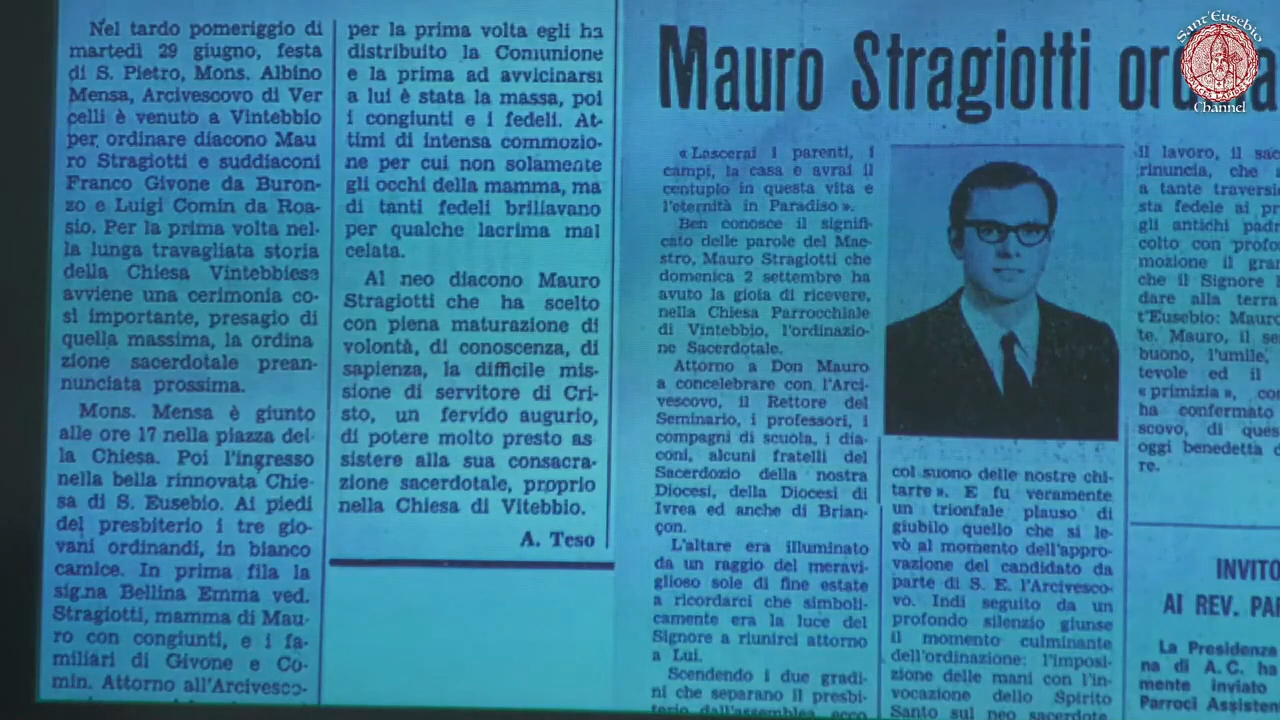 Nel tardo pomeriggio di
martedì 29 giugno, festa
di S. Pietro, Mons. Albino
Mensa, Arcivescovo di Ver
celli è venuto a Vintebbio
per ordinare diacono Mau
ro Stragiotti e suddiaconi
Franco Givone da Buron-
zo e Luigi Comin da Roa-
sio. Per la prima volta nel-
la lunga travagliata storia
della Chiesa Vintebbiese
avviene una cerimonia co-
sì importante, presagio di
quella massima, la ordina
zione sacerdotale prean-
nunciata prossima.
Mons. Mensa è giunto
alle ore 17 nella piazza del-
la Chiesa. Poi l'ingresso
nella bella rinnovata Chie-
sa di S. Eusebio. Ai piedi
del presbiterio i tre gio-
vani ordinandi, in bianco
camice. In prima fila la
sig.na Bellina Emma ved.
Stragiotti, mamma di Mau-
ro con congiunti, e i fa-
miliari di Givone e Co-
min. Attorno all'Arcivesco-
per la prima volta egli ha
distribuito la Comunione
e la prima ad avvicinarsi
a lui è stata la massa, poi
i congiunti e i fedeli. At-
timi di intensa commozio-
ne per cui non solamente
gli occhi della mamma, ma
di tanti fedeli brillavano
per qualche lacrima mal
celata.
Al neo diacono Mauro
Stragiotti che ha scelto
con piena maturazione di
volontà, di conoscenza, di
sapienza, la difficile mis-
sione di servitore di Cri-
sto, un fervido augurio,
di potere molto presto as
sistere alla sua consacra-
zione sacerdotale, proprio
nella Chiesa di Vitebbio.
A. Teso
Mauro Stragiotti
« Lascerai i parenti, i
campi, la casa e avrai il
centuplo in questa vita e
l'eternità in Paradiso ».
Ben conosce il signifi-
cato delle parole del Mae-
stro, Mauro Stragiotti che
domenica 2 settembre ha
avuto la gioia di ricevere,
nella Chiesa Parrocchiale
di Vintebbio, l'ordinazio-
ne Sacerdotale.
Attorno a Don Mauro
a concelebrare con l'Arci-
vescovo, il Rettore del
Seminario, i professori, i
compagni di scuola, i dia-
coni, alcuni fratelli del
Sacerdozio della nostra
Diocesi, della Diocesi di
Ivrea ed anche di Brian-
çon.
L'altare era illuminato
da un raggio del meravi-
glioso sole di fine estate
a ricordarci che simboli-
camente era la luce del
Signore a riunirci attorno
a Lui.
Scendendo i due gradi-
ni che separano il presbi-
terio dall'assemblea ecco
col suono delle nostre chi-
tarre ». E fu veramente
un trionfale plauso di
giubilo quello che si le-
vò al momento dell'appro-
vazione del candidato da
parte di S. E. l'Arcivesco-
vo. Indi seguito da un
profondo silenzio giunse
il momento culminante
dell'ordinazione: l'imposi-
zione delle mani con l'in-
vocazione dello Spirito
Santo sul neo sacerdote
il lavoro, il
rinuncia, che
a tante
sta fedele ai
gli antichi
colto con
mozione il
che il Signore
dare alla terra
t'Eusebio:
te. Mauro, il
buono, l'umile,
tevole ed il
« primizia »,
ha confermato
scovo, di
oggi benedetta
re.
INVITO
AI REV.
La Presidenza
na di A.C. ha
mente inviato
Parroci
Sant'Eusebio
Channel